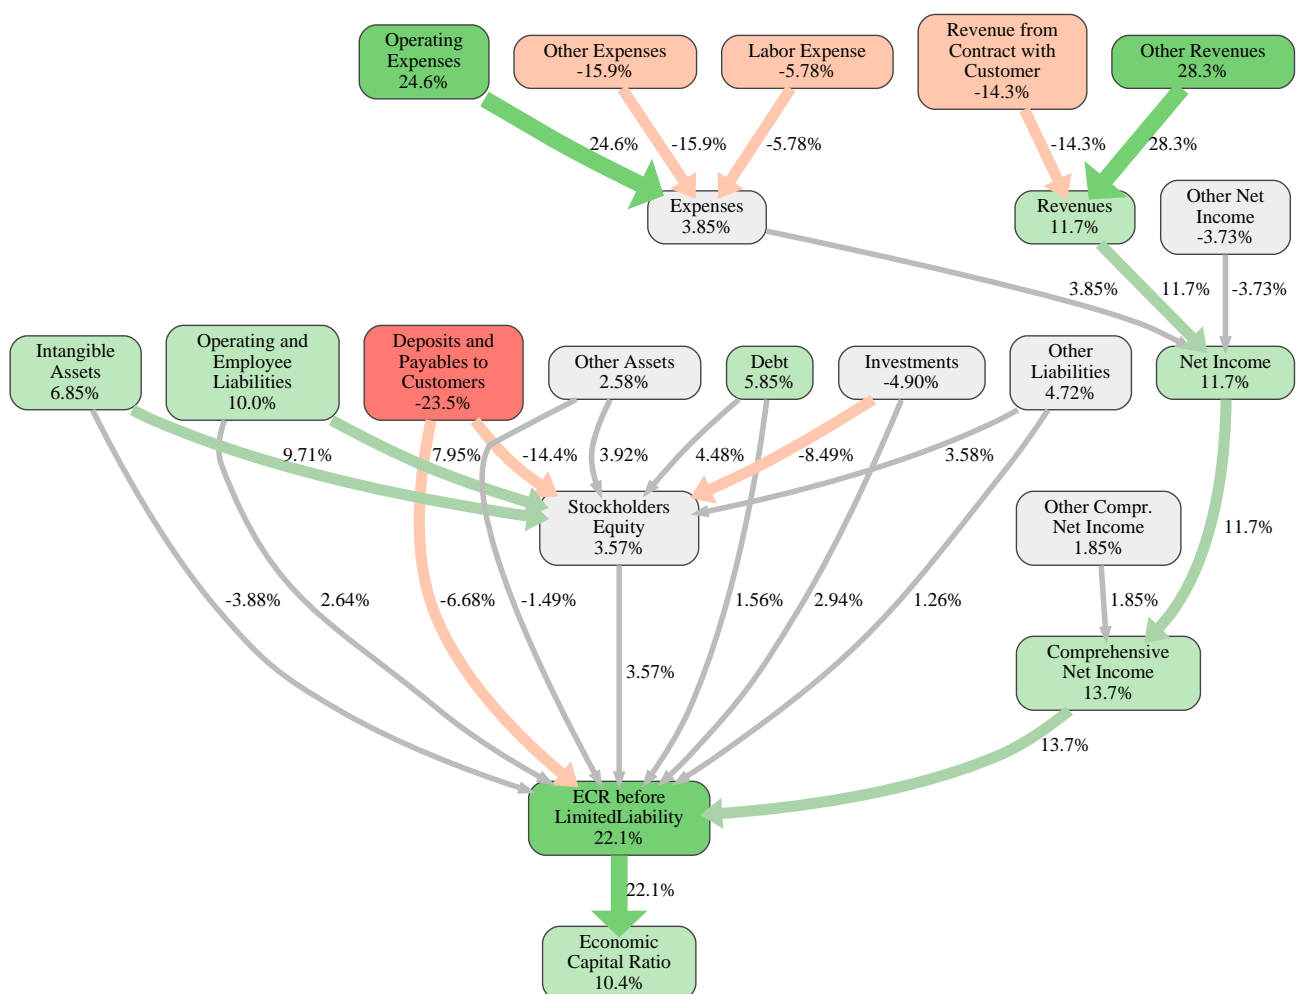 Operating
Expenses
24.6%
Other Expenses
-15.9%
Labor Expense
-5.78%
Revenue from
Contract with
Customer
-14.3%
Other Revenues
28.3%
24.6%
-15.9%
-5.78%
-14.3%
28.3%
Expenses
3.85%
Revenues
11.7%
Other Net
Income
-3.73%
3.85%
11.7%
-3.73%
Intangible
Assets
6.85%
Operating and
Employee
Liabilities
10.0%
Deposits and
Payables to
Customers
-23.5%
Other Assets
2.58%
Debt
5.85%
Investments
-4.90%
Other
Liabilities
4.72%
Net Income
11.7%
9.71%
7.95%
-14.4%
3.92%
4.48%
-8.49%
3.58%
Stockholders
Equity
3.57%
Other Compr.
Net Income
1.85%
11.7%
-3.88%
2.64%
-6.68%
-1.49%
1.56%
2.94%
1.26%
1.85%
3.57%
Comprehensive
Net Income
13.7%
13.7%
ECR before
LimitedLiability
22.1%
22.1%
Economic
Capital Ratio
10.4%